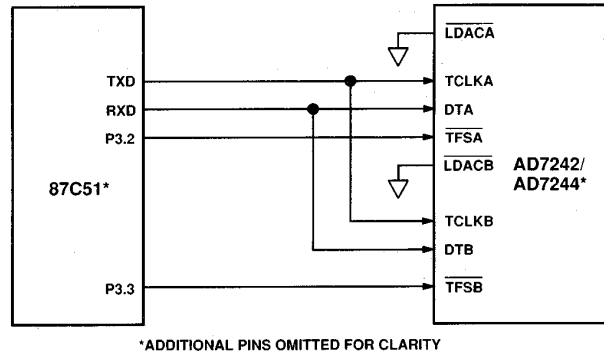 LDACA
TXD
TCLKA
RXD
DTA
P3.2
TFSA
LDACB
AD7242/
AD7244*
87C51*
TCLKB
DTB
P3.3
TFSB
*ADDITIONAL PINS OMITTED FOR CLARITY